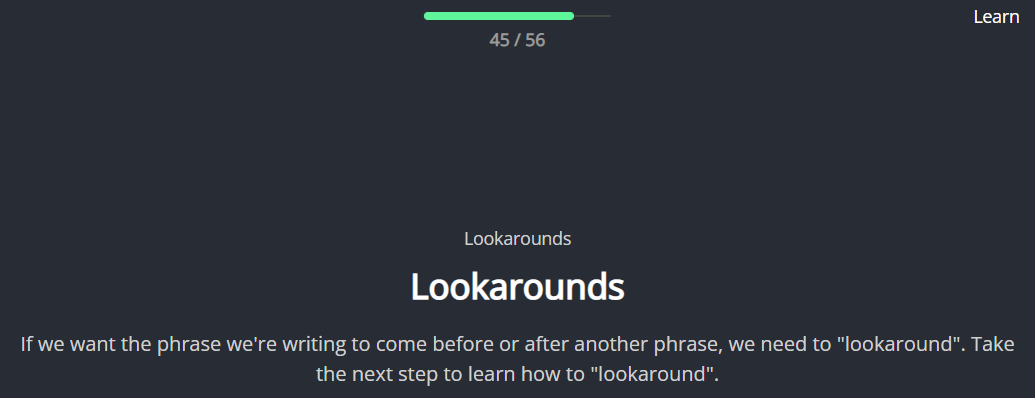 Learn
45 / 56
Lookarounds
Lookarounds
If we want the phrase we're writing to come before or after another phrase, we need to "lookaround". Take
the next step to learn how to "lookaround".